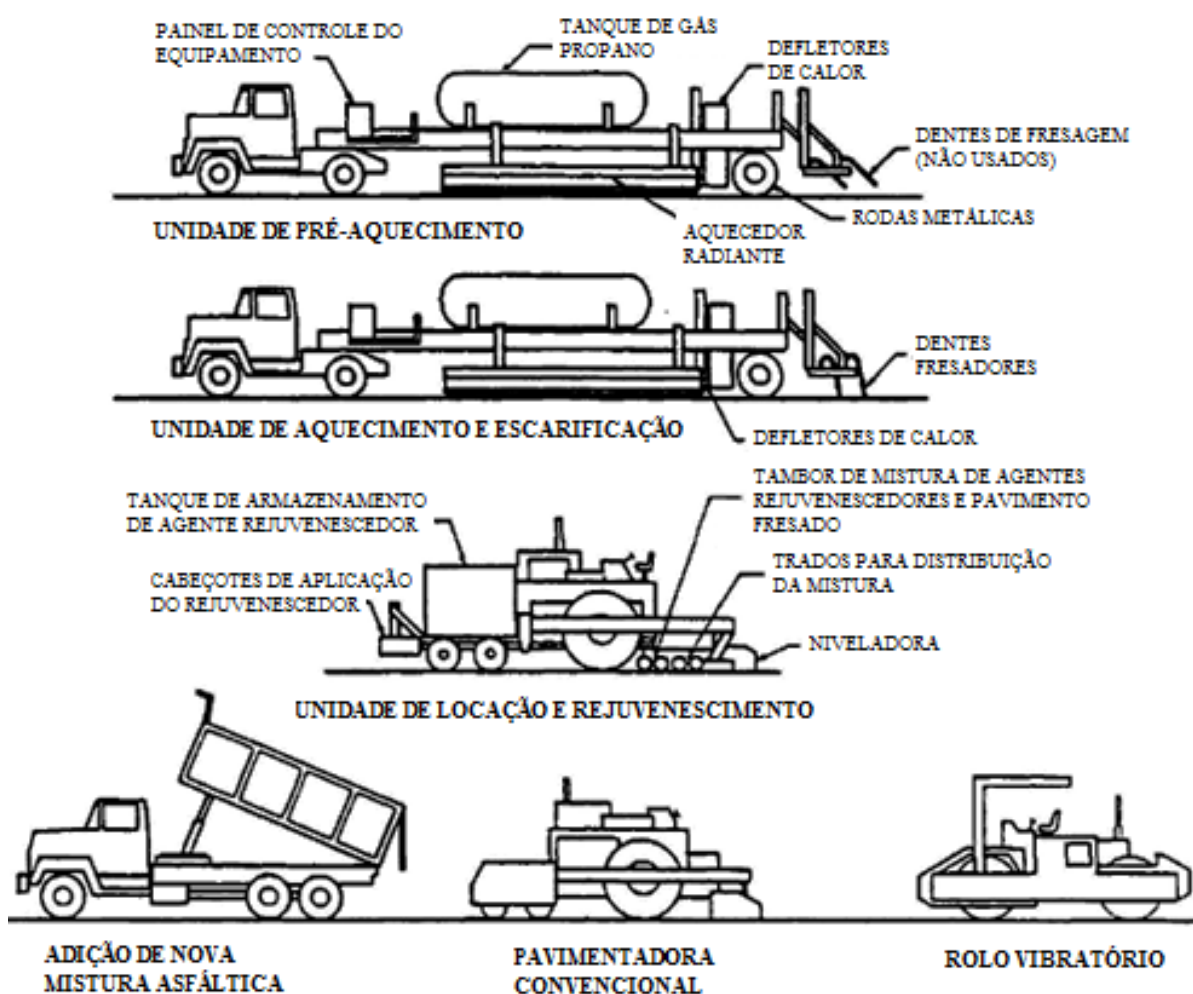 PAINEL DE CONTROLE DO
EQUIPAMENTO
TANQUE DE GÁS
PROPANO
DEFLETORES
DE CALOR
DENTES DE FRESAGEM
(NÃO USADOS)
RODAS METÁLICAS
AQUECEDOR
RADIANTE
UNIDADE DE PRÉ-AQUECIMENTO
DENTES
FRESADORES
DEFLETORES DE CALOR
UNIDADE DE AQUECIMENTO E ESCARIFICAÇÃO
TANQUE DE ARMAZENAMENTO
DE AGENTE REJUVENESCEDOR
TAMBOR DE MISTURA DE AGENTES
REJUVENESCEDORES E PAVIMENTO
FRESADO
CABEÇOTES DE APLICAÇÃO
DO REJUVENESCEDOR
TRADOS PARA DISTRIBUIÇÃO
DA MISTURA
NIVELADORA
UNIDADE DE LOCAÇÃO E REJUVENESCIMENTO
ADIÇÃO DE NOVA
MISTURA ASFÁLTICA
PAVIMENTADORA
CONVENCIONAL
ROLO VIBRATÓRIO